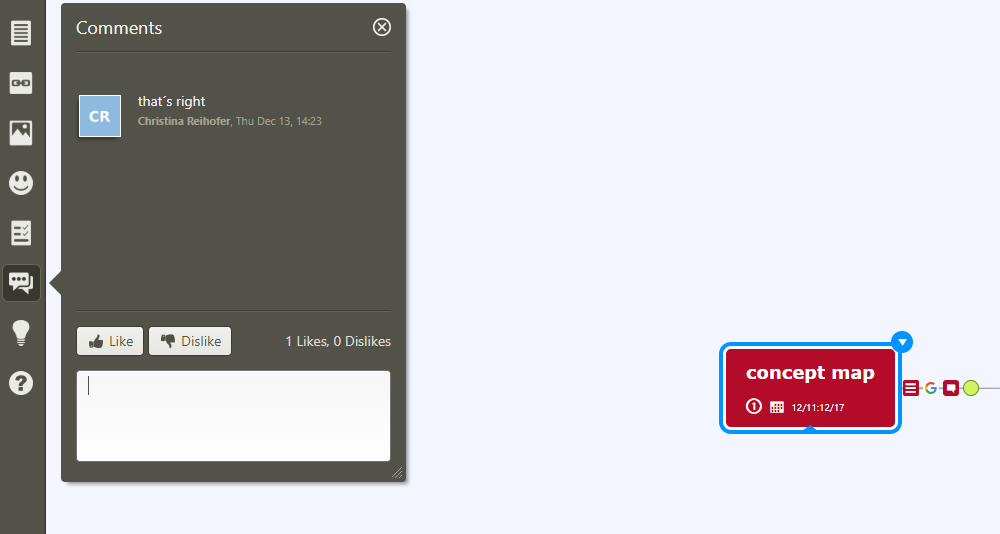 Comments
CR
that´s right
Christina Reihofer, Thu Dec 13, 14:23
Like
Dislike
1 Likes, 0 Dislikes
concept map
1
12/11:12/17
G
?